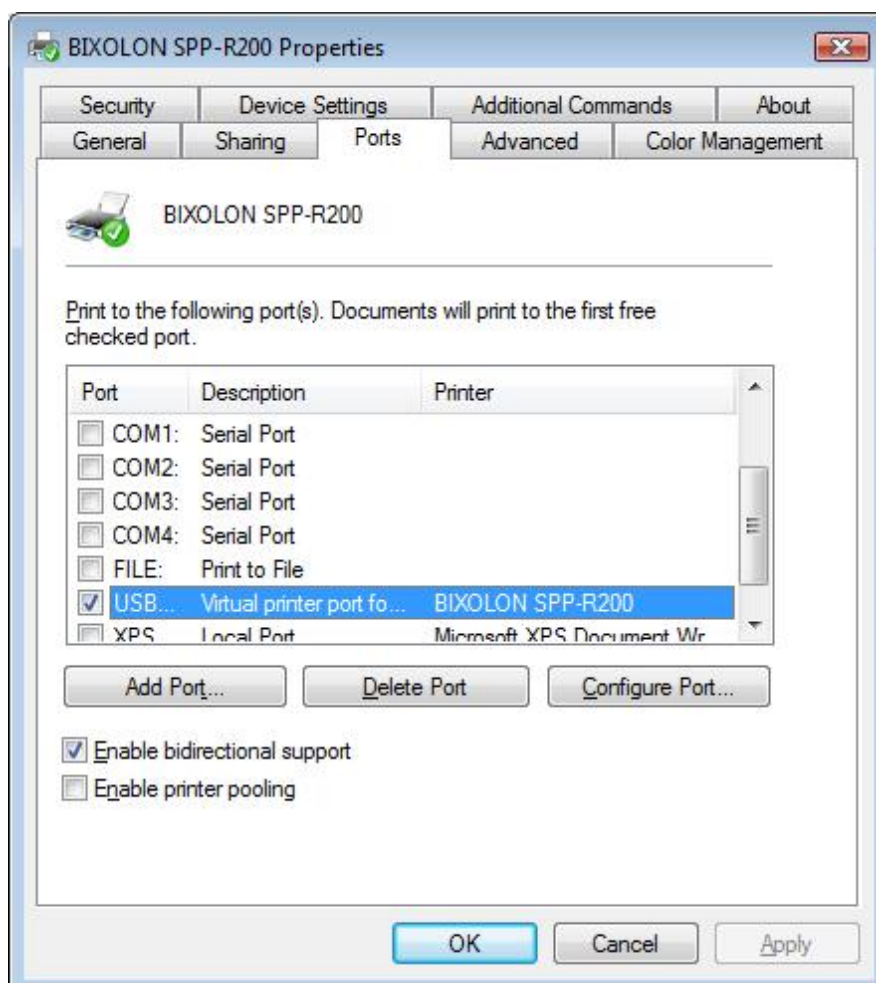 BIXOLON SPP-R200 Properties
Security Device Settings Additional Commands About
General Sharing Ports Advanced Color Management
BIXOLON SPP-R200
Print to the following port(s). Documents will print to the first free
checked port.
Port Description Printer
COM1: Serial Port
COM2: Serial Port
COM3: Serial Port
COM4: Serial Port
FILE: Print to File
USB... Virtual printer port fo... BIXOLON SPP-R200
XPS Local Port Microsoft XPS Document Wr
Add Port... Delete Port Configure Port...
Enable bidirectional support
Enable printer pooling
OK Cancel Apply